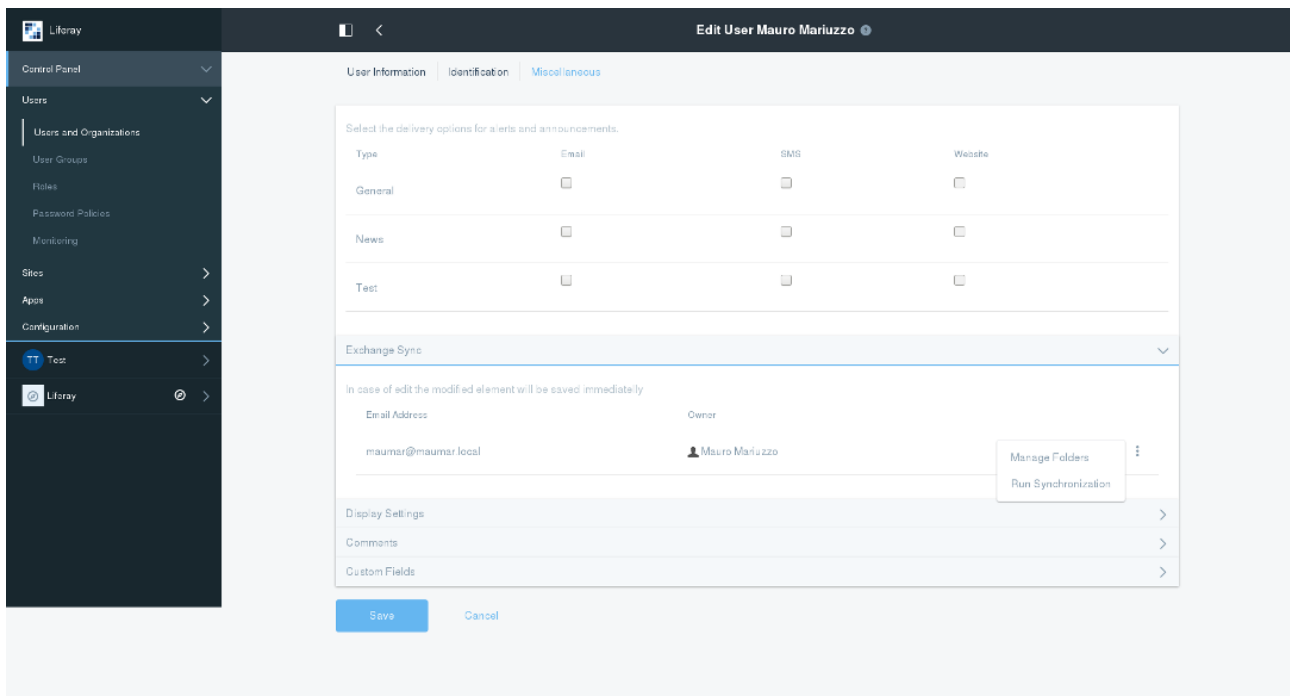 Liferay
Edit User Mauro Mariuzzo
Control Panel
Users
Users and Organizations
User Groups
Roles
Password Policies
Monitoring
Sites
Apps
Configuration
TT Test
Liferay
User Information Identification Miscellaneous
Select the delivery options for alerts and announcements.
Type Email SMS Website
General
News
Test
Exchange Sync
In case of edit the modified element will be saved immediatelly
Email Address Owner
maumar@maumar.local Mauro Mariuzzo
Manage Folders
Run Synchronization
Display Settings
Comments
Custom Fields
Save Cancel